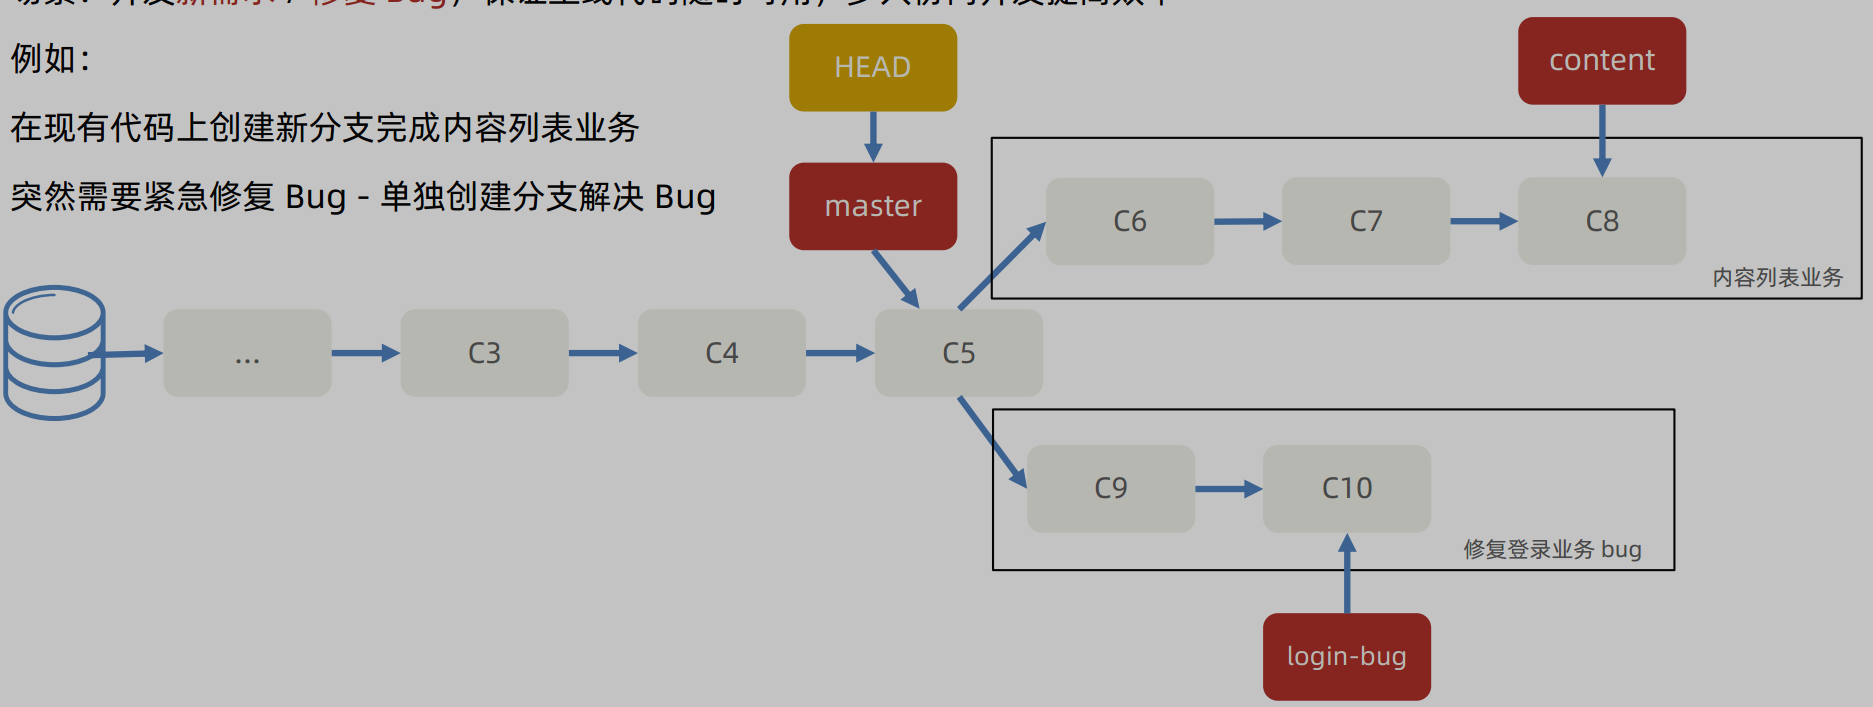 例如：
在现有代码上创建新分支完成内容列表业务
突然需要紧急修复 Bug - 单独创建分支解决 Bug
HEAD
content
master
C6
C7
C8
内容列表业务
...
C3
C4
C5
C9
C10
修复登录业务 bug
login-bug